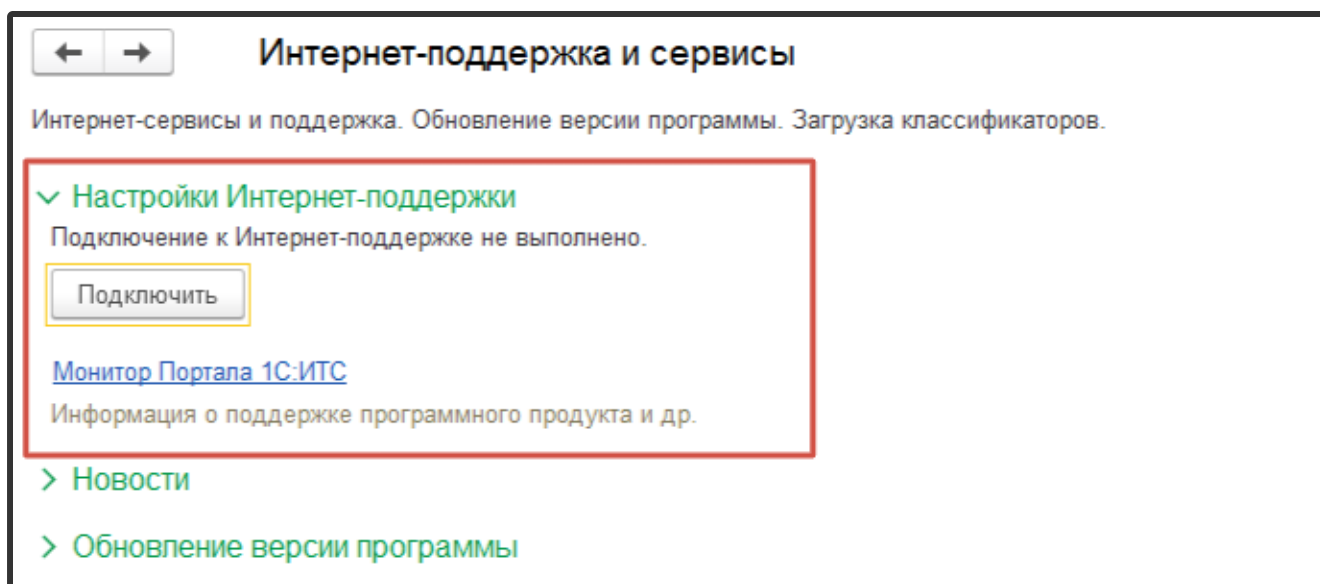 Интернет-поддержка и сервисы
Интернет-сервисы и поддержка. Обновление версии программы. Загрузка классификаторов.
Настройки Интернет-поддержки
Подключение к Интернет-поддержке не выполнено.
Подключить
Монитор Портала 1С:ИТС
Информация о поддержке программного продукта и др.
Новости
Обновление версии программы